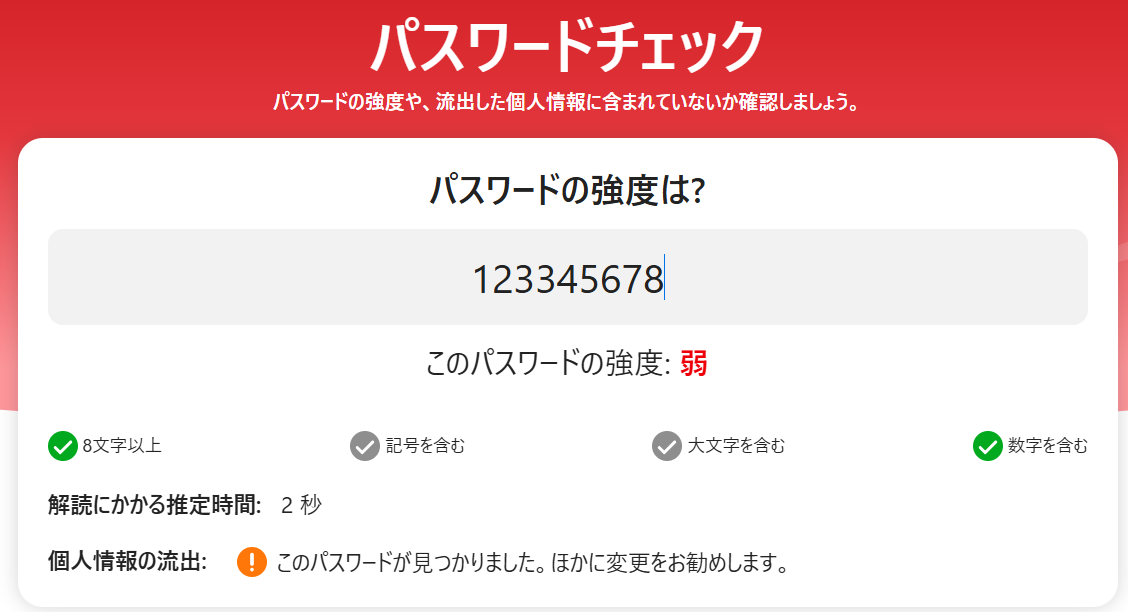 パスワードチェック
パスワードの強度や、流出した個人情報に含まれていないか確認しましょう。
パスワードの強度は?
123345678
このパスワードの強度: 弱
8文字以上 記号を含む 大文字を含む 数字を含む
解読にかかる推定時間: 2 秒
個人情報の流出: このパスワードが見つかりました。ほかに変更をお勧めします。